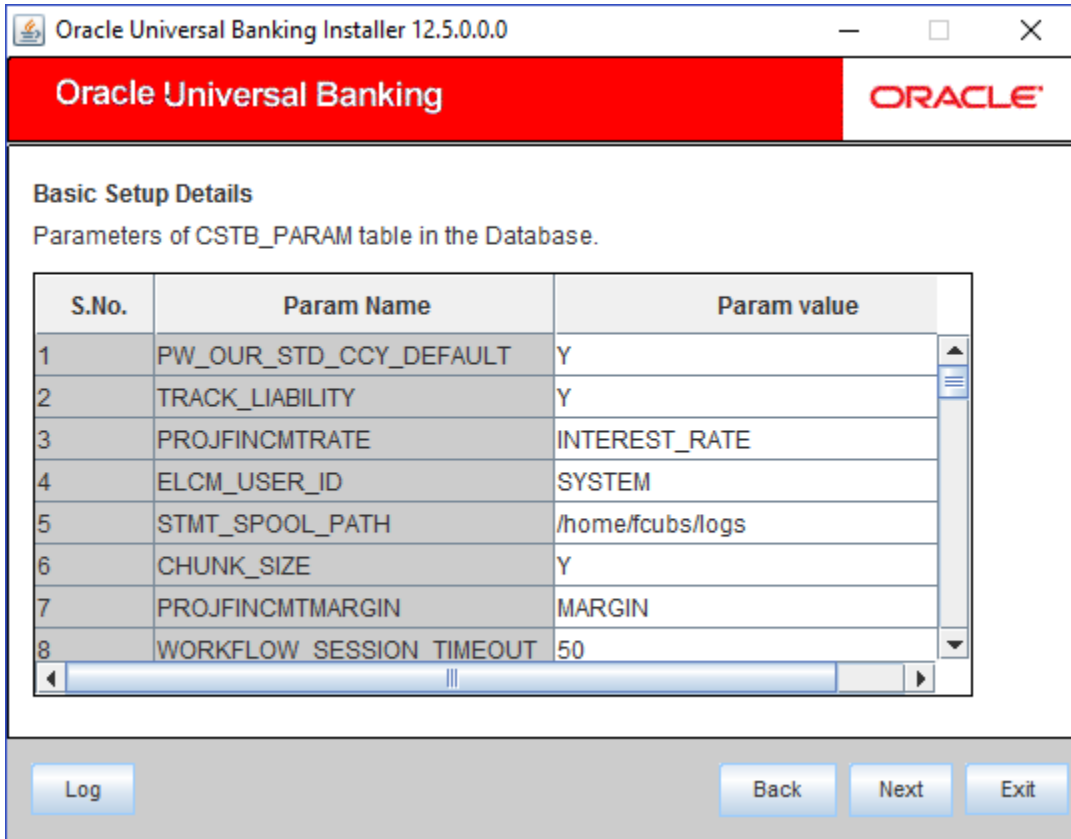 Oracle Universal Banking Installer 12.5.0.0.0
Oracle Universal Banking
ORACLE
Basic Setup Details
Parameters of CSTB_PARAM table in the Database.
S.No. Param Name Param value
1 PW_OUR_STD_CCY_DEFAULT Y
2 TRACK_LIABILITY Y
3 PROJFINCMTRATE INTEREST_RATE
4 ELCM_USER_ID SYSTEM
5 STMT_SPOOL_PATH /home/fcubs/logs
6 CHUNK_SIZE Y
7 PROJFINCMTMARGIN MARGIN
8 WORKFLOW_SESSION_TIMEOUT 50
Log Back Next Exit